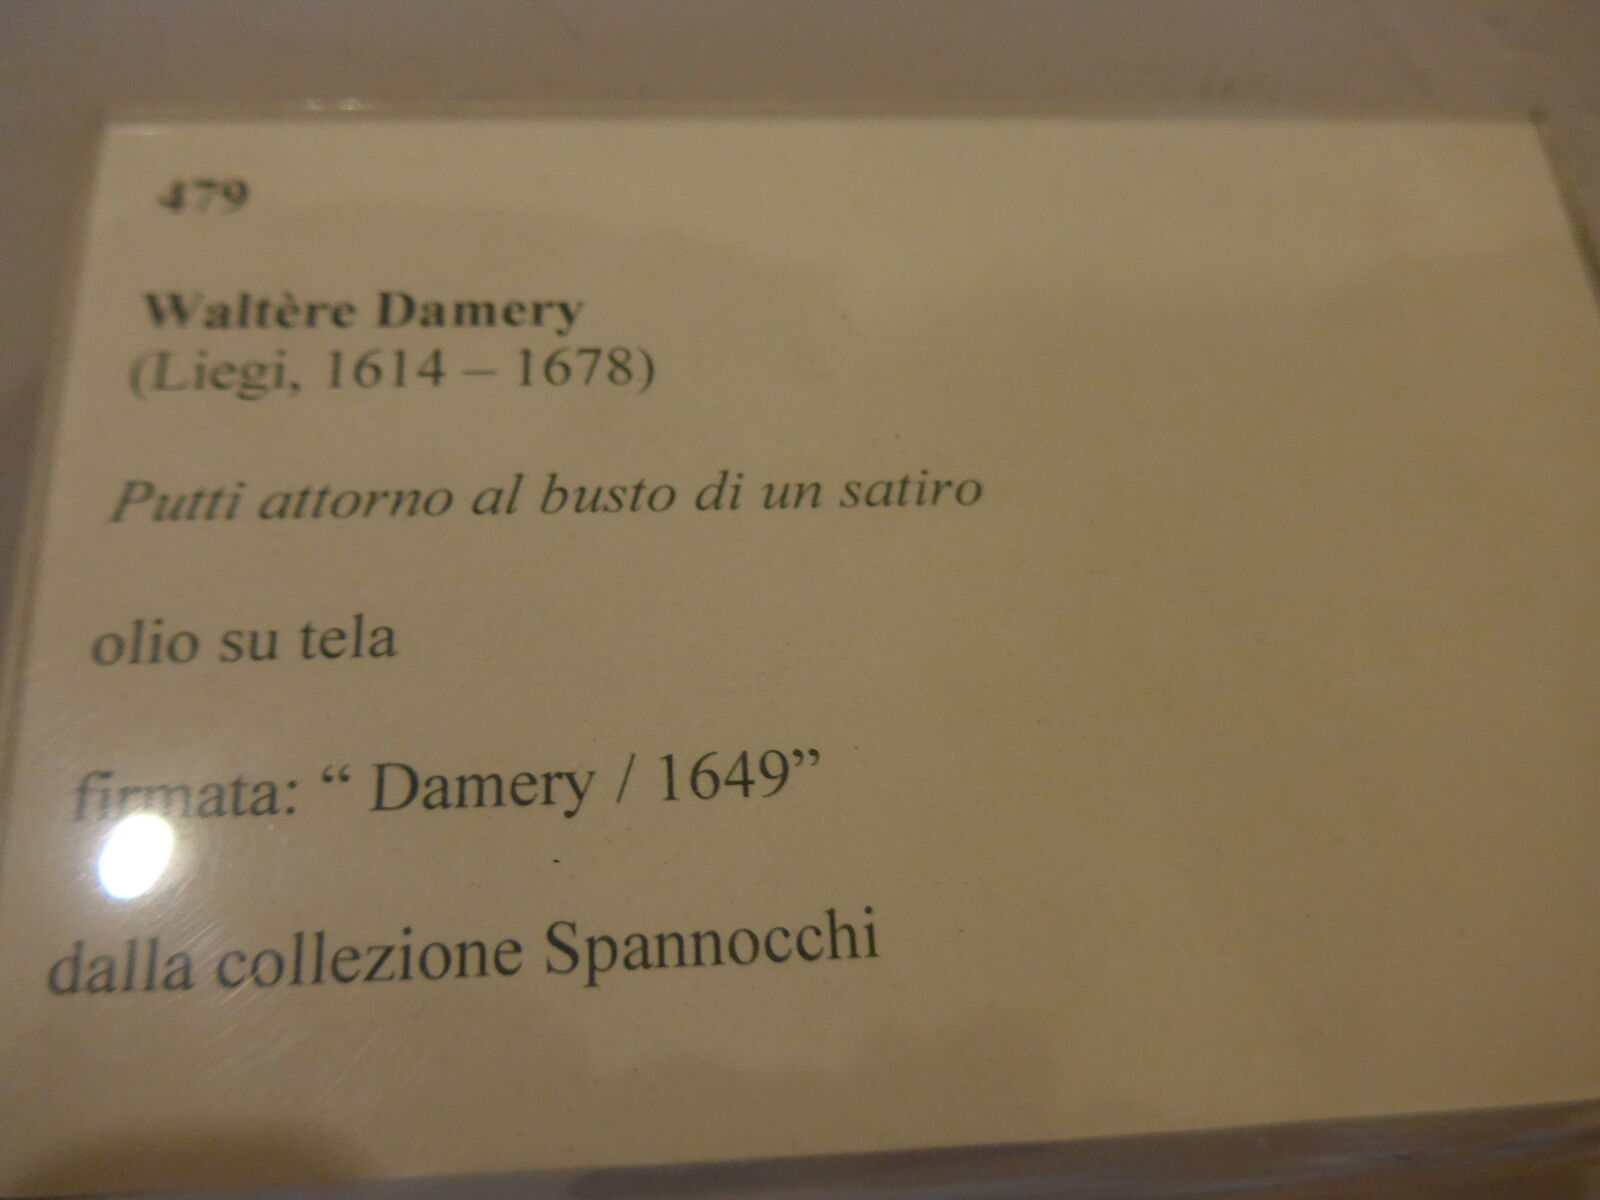 479
Waltère Damery
(Liegi, 1614 – 1678)
Putti attorno al busto di un satiro
olio su tela
firmata: “ Damery / 1649”
dalla collezione Spannocchi